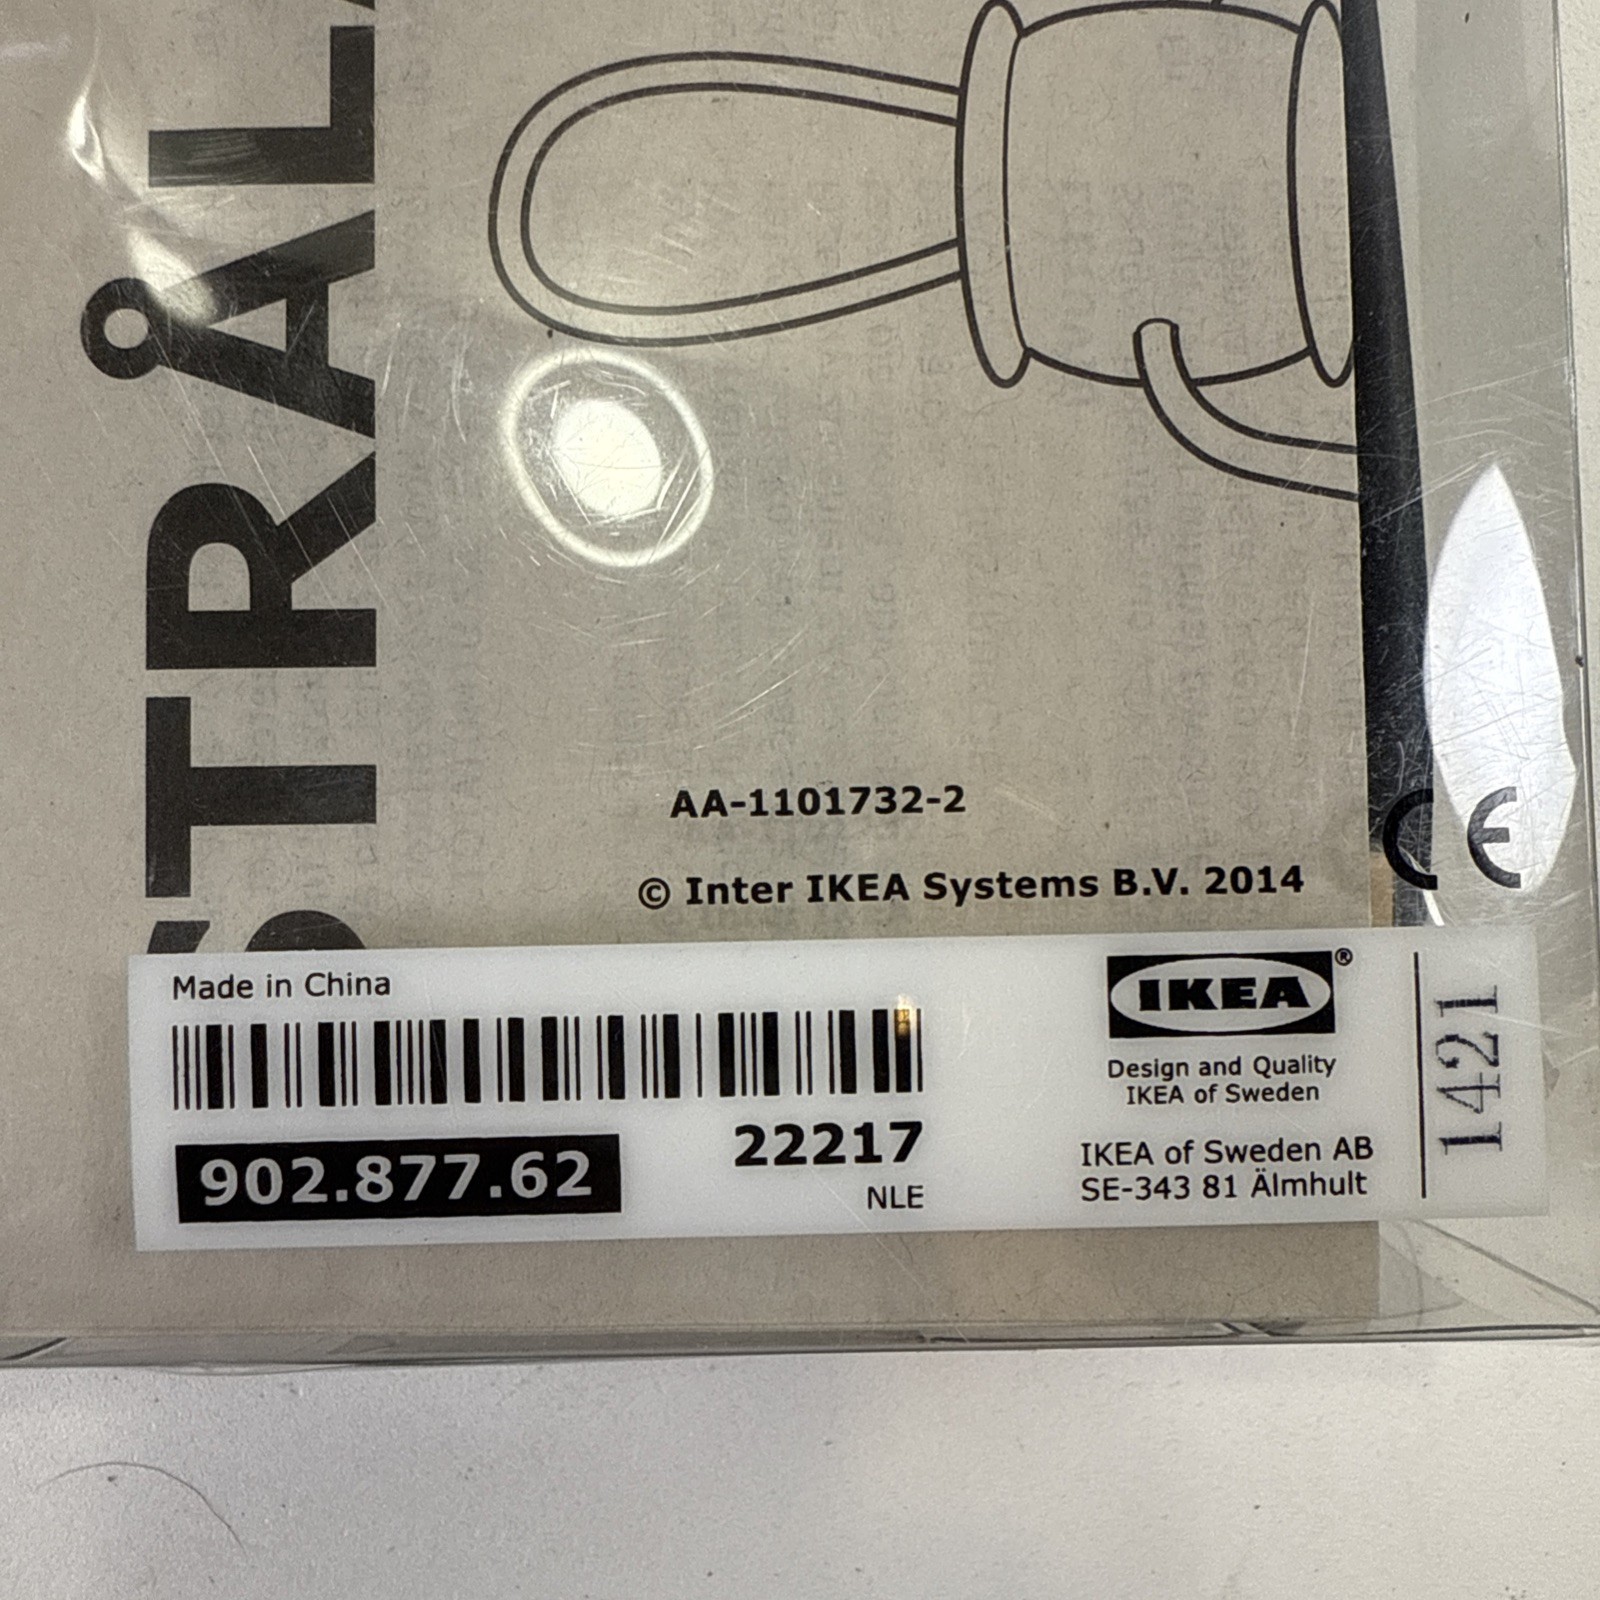 STRÅL
AA-1101732-2
© Inter IKEA Systems B.V. 2014
CE
Made in China
902.877.62
22217
NLE
IKEA®
Design and Quality
IKEA of Sweden
IKEA of Sweden AB
SE-343 81 Älmhult
1421